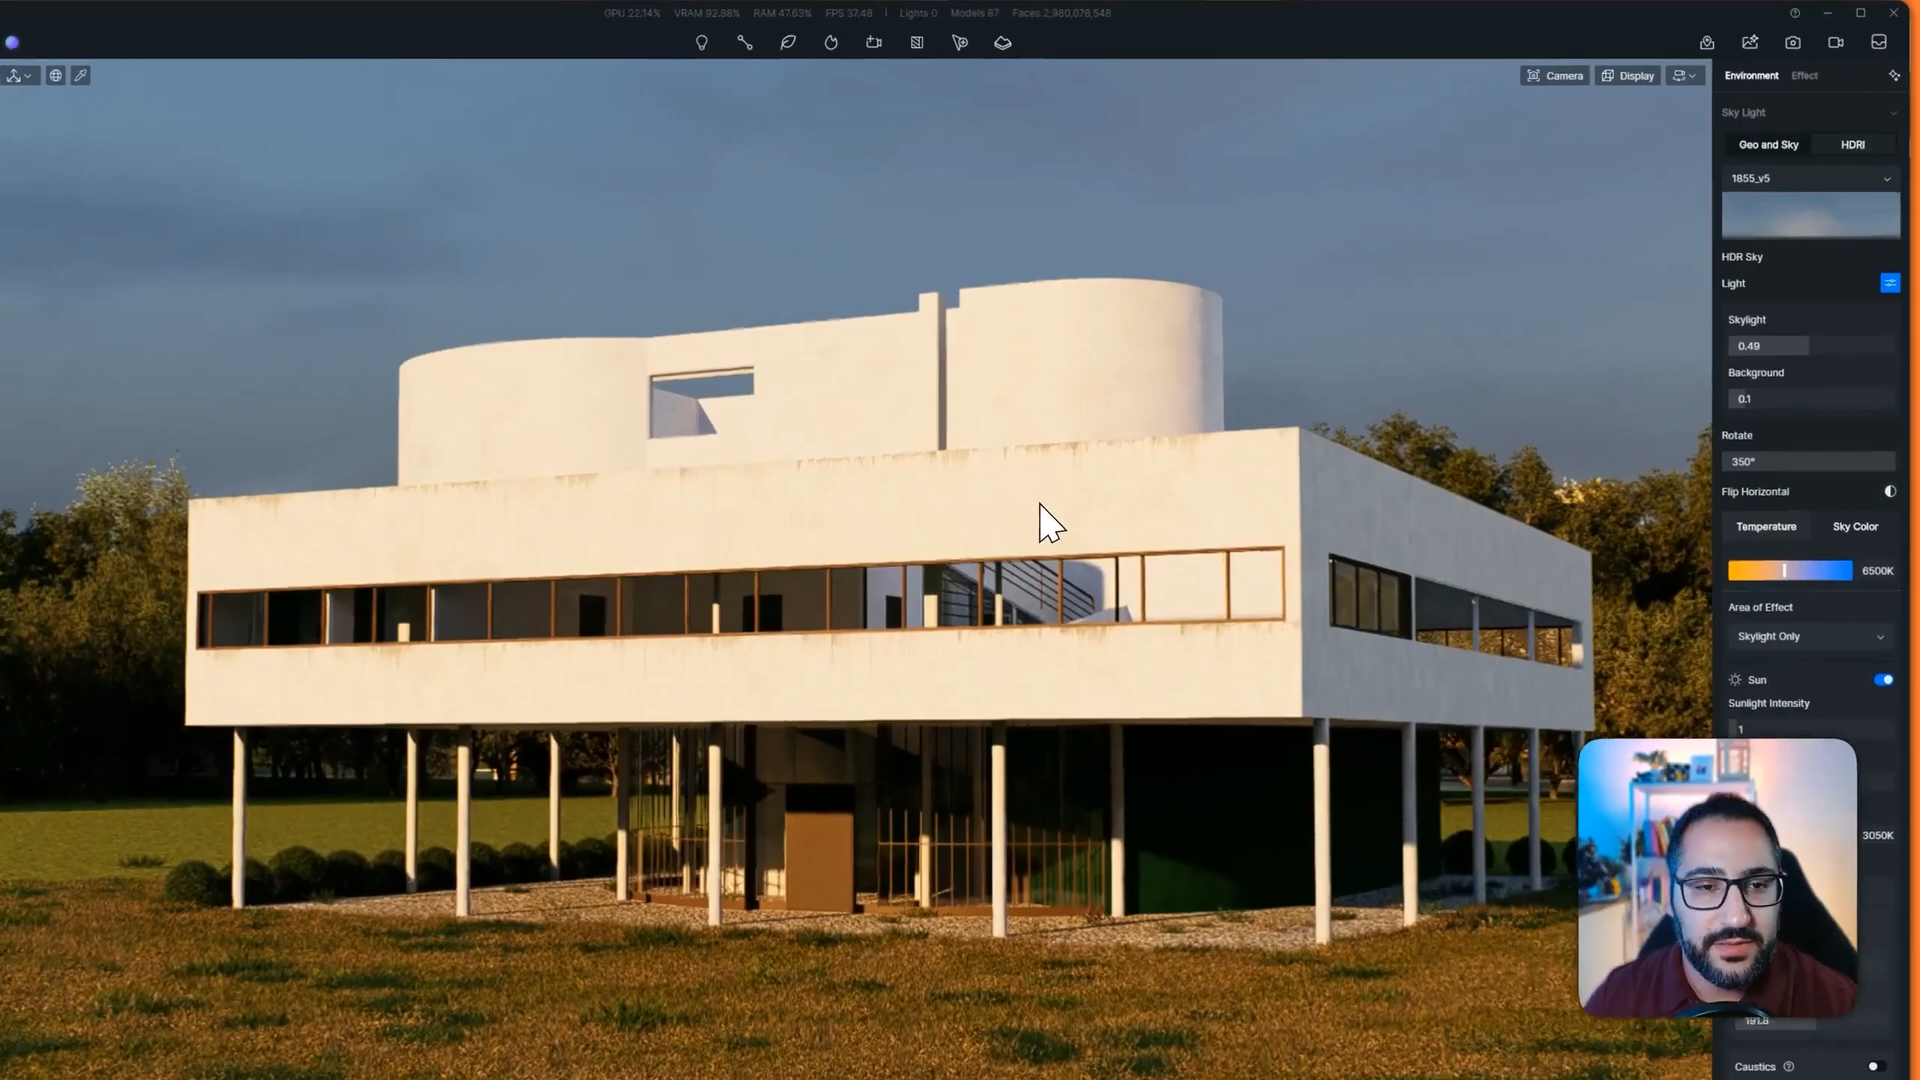 GPU 22.14% VRAM 92.88% RAM 47.63% FPS 37.48 | Lights 0 Models 87 Faces 2,980,078,548
Camera Display
Environment Effect
Sky Light
Geo and Sky HDRI
1855_v5
HDR Sky
Light
Skylight
0.49
Background
0.1
Rotate
350°
Flip Horizontal
Temperature Sky Color
6500K
Area of Effect
Skylight Only
Sun
Sunlight Intensity
1
3050K
191.8
Caustics